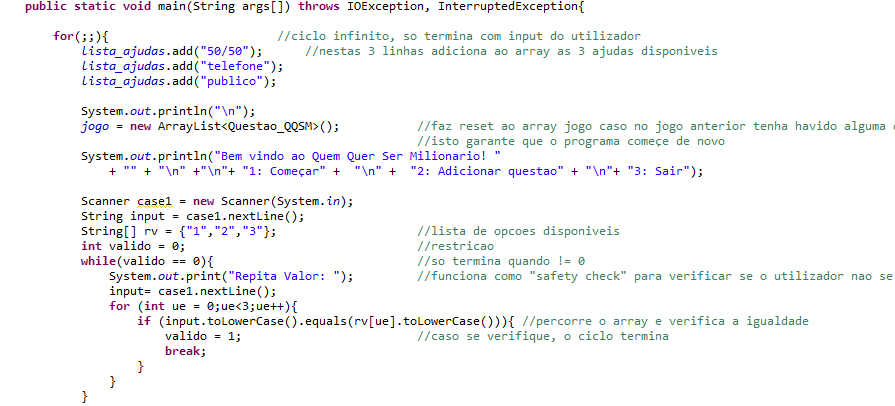 public static void main(String args[]) throws IOException, InterruptedException{
for(;;){ //ciclo infinito, so termina com input do utilizador
lista_ajudas.add("50/50"); //nestas 3 linhas adiciona ao array as 3 ajudas disponiveis
lista_ajudas.add("telefone");
lista_ajudas.add("publico");
System.out.println("\n");
jogo = new ArrayList<Questao_QQSM>(); //faz reset ao array jogo caso no jogo anterior tenha havido alguma
//isto garante que o programa começe de novo
System.out.println("Bem vindo ao Quem Quer Ser Milionario! "
+ "" + "\n" +"\n"+ "1: Começar" + "\n" + "2: Adicionar questao" + "\n"+ "3: Sair");
Scanner case1 = new Scanner(System.in);
String input = case1.nextLine();
String[] rv = {"1","2","3"}; //lista de opcoes disponiveis
int valido = 0; //restricao
while(valido == 0){ //so termina quando != 0
System.out.print("Repita Valor: "); //funciona como "safety check" para verificar se o utilizador nao se
input= case1.nextLine();
for (int ue = 0;ue<3;ue++){
if (input.toLowerCase().equals(rv[ue].toLowerCase())){ //percorre o array e verifica a igualdade
valido = 1; //caso se verifique, o ciclo termina
break;
}
}
}